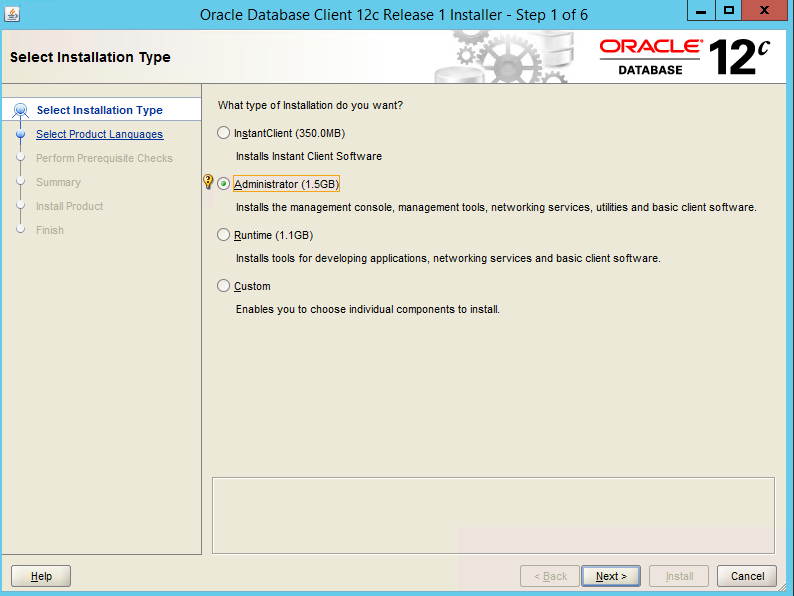 Oracle Database Client 12c Release 1 Installer - Step 1 of 6
Select Installation Type
ORACLE®
DATABASE
12c
Select Installation Type
Select Product Languages
Perform Prerequisite Checks
Summary
Install Product
Finish
What type of Installation do you want?
InstantClient (350.0MB)
Installs Instant Client Software
Administrator (1.5GB)
Installs the management console, management tools, networking services, utilities and basic client software.
Runtime (1.1GB)
Installs tools for developing applications, networking services and basic client software.
Custom
Enables you to choose individual components to install.
Help
< Back
Next >
Install
Cancel